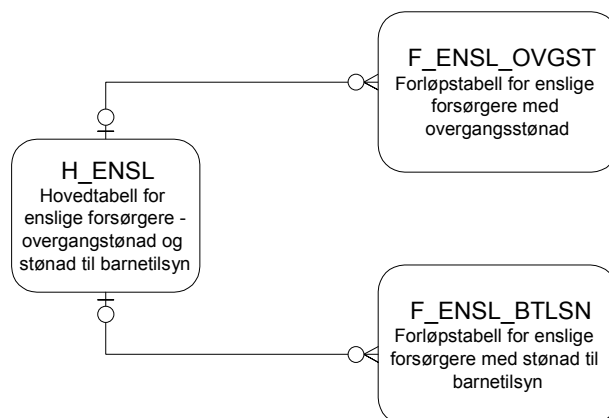 F_ENSL_OVGST
Forløpstabell for enslige
forsørgere med
overgangsstønad
H_ENSL
Hovedtabell for
enslige forsørgere -
overgangstønad og
stønad til barnetilsyn
F_ENSL_BTLSN
Forløpstabell for enslige
forsørgere med stønad til
barnetilsyn